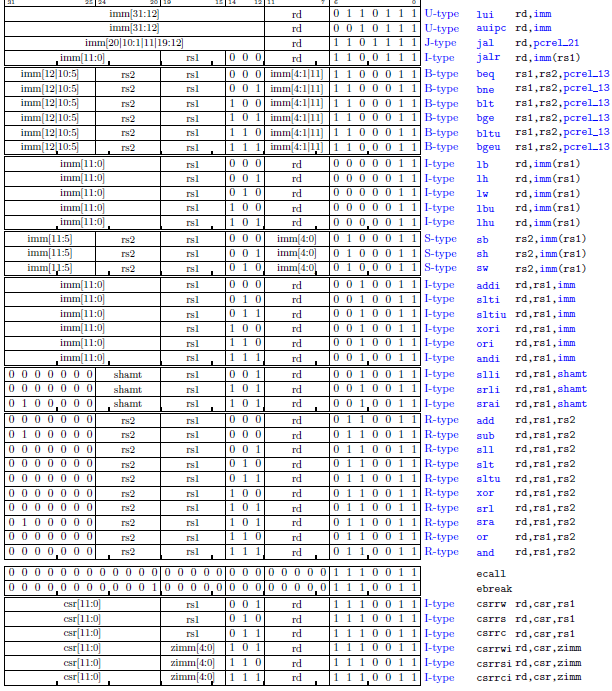 31 25 24 20 19 15 14 12 11 7 6 0
imm[31:12] rd 0 1 1 0 1 1 1 U-type lui rd,imm
imm[31:12] rd 0 0 1 0 1 1 1 U-type auipc rd,imm
imm[20|10:1|11|19:12] rd 1 1 0 1 1 1 1 J-type jal rd,pcrel_21
imm[11:0] rs1 0 0 0 rd 1 1 0 0 1 1 1 I-type jalr rd,imm(rs1)
imm[12|10:5] rs2 rs1 0 0 0 imm[4:1|11] 1 1 0 0 0 1 1 B-type beq rs1,rs2,pcrel_13
imm[12|10:5] rs2 rs1 0 0 1 imm[4:1|11] 1 1 0 0 0 1 1 B-type bne rs1,rs2,pcrel_13
imm[12|10:5] rs2 rs1 1 0 0 imm[4:1|11] 1 1 0 0 0 1 1 B-type blt rs1,rs2,pcrel_13
imm[12|10:5] rs2 rs1 1 0 1 imm[4:1|11] 1 1 0 0 0 1 1 B-type bge rs1,rs2,pcrel_13
imm[12|10:5] rs2 rs1 1 1 0 imm[4:1|11] 1 1 0 0 0 1 1 B-type bltu rs1,rs2,pcrel_13
imm[12|10:5] rs2 rs1 1 1 1 imm[4:1|11] 1 1 0 0 0 1 1 B-type bgeu rs1,rs2,pcrel_13
imm[11:0] rs1 0 0 0 rd 0 0 0 0 0 1 1 I-type lb rd,imm(rs1)
imm[11:0] rs1 0 0 1 rd 0 0 0 0 0 1 1 I-type lh rd,imm(rs1)
imm[11:0] rs1 0 1 0 rd 0 0 0 0 0 1 1 I-type lw rd,imm(rs1)
imm[11:0] rs1 1 0 0 rd 0 0 0 0 0 1 1 I-type lbu rd,imm(rs1)
imm[11:0] rs1 1 0 1 rd 0 0 0 0 0 1 1 I-type lhu rd,imm(rs1)
imm[11:5] rs2 rs1 0 0 0 imm[4:0] 0 1 0 0 0 1 1 S-type sb rs2,imm(rs1)
imm[11:5] rs2 rs1 0 0 1 imm[4:0] 0 1 0 0 0 1 1 S-type sh rs2,imm(rs1)
imm[11:5] rs2 rs1 0 1 0 imm[4:0] 0 1 0 0 0 1 1 S-type sw rs2,imm(rs1)
imm[11:0] rs1 0 0 0 rd 0 0 1 0 0 1 1 I-type addi rd,rs1,imm
imm[11:0] rs1 0 1 0 rd 0 0 1 0 0 1 1 I-type slti rd,rs1,imm
imm[11:0] rs1 0 1 1 rd 0 0 1 0 0 1 1 I-type sltiu rd,rs1,imm
imm[11:0] rs1 1 0 0 rd 0 0 1 0 0 1 1 I-type xori rd,rs1,imm
imm[11:0] rs1 1 1 0 rd 0 0 1 0 0 1 1 I-type ori rd,rs1,imm
imm[11:0] rs1 1 1 1 rd 0 0 1 0 0 1 1 I-type andi rd,rs1,imm
0 0 0 0 0 0 0 shamt rs1 0 0 1 rd 0 0 1 0 0 1 1 I-type slli rd,rs1,shamt
0 0 0 0 0 0 0 shamt rs1 1 0 1 rd 0 0 1 0 0 1 1 I-type srli rd,rs1,shamt
0 1 0 0 0 0 0 shamt rs1 1 0 1 rd 0 0 1 0 0 1 1 I-type srai rd,rs1,shamt
0 0 0 0 0 0 0 rs2 rs1 0 0 0 rd 0 1 1 0 0 1 1 R-type add rd,rs1,rs2
0 1 0 0 0 0 0 rs2 rs1 0 0 0 rd 0 1 1 0 0 1 1 R-type sub rd,rs1,rs2
0 0 0 0 0 0 0 rs2 rs1 0 0 1 rd 0 1 1 0 0 1 1 R-type sll rd,rs1,rs2
0 0 0 0 0 0 0 rs2 rs1 0 1 0 rd 0 1 1 0 0 1 1 R-type slt rd,rs1,rs2
0 0 0 0 0 0 0 rs2 rs1 0 1 1 rd 0 1 1 0 0 1 1 R-type sltu rd,rs1,rs2
0 0 0 0 0 0 0 rs2 rs1 1 0 0 rd 0 1 1 0 0 1 1 R-type xor rd,rs1,rs2
0 0 0 0 0 0 0 rs2 rs1 1 0 1 rd 0 1 1 0 0 1 1 R-type srl rd,rs1,rs2
0 1 0 0 0 0 0 rs2 rs1 1 0 1 rd 0 1 1 0 0 1 1 R-type sra rd,rs1,rs2
0 0 0 0 0 0 0 rs2 rs1 1 1 0 rd 0 1 1 0 0 1 1 R-type or rd,rs1,rs2
0 0 0 0 0 0 0 rs2 rs1 1 1 1 rd 0 1 1 0 0 1 1 R-type and rd,rs1,rs2
0 0 0 0 0 0 0 0 0 0 0 0 0 0 0 0 0 0 0 0 0 0 0 0 0 1 1 1 0 0 1 1 ecall
0 0 0 0 0 0 0 0 0 0 0 1 0 0 0 0 0 0 0 0 0 0 0 0 0 1 1 1 0 0 1 1 ebreak
csr[11:0] rs1 0 0 1 rd 1 1 1 0 0 1 1 I-type csrrw rd,csr,rs1
csr[11:0] rs1 0 1 0 rd 1 1 1 0 0 1 1 I-type csrrs rd,csr,rs1
csr[11:0] rs1 0 1 1 rd 1 1 1 0 0 1 1 I-type csrrc rd,csr,rs1
csr[11:0] zimm[4:0] 1 0 1 rd 1 1 1 0 0 1 1 I-type csrrwi rd,csr,zimm
csr[11:0] zimm[4:0] 1 1 0 rd 1 1 1 0 0 1 1 I-type csrrsi rd,csr,zimm
csr[11:0] zimm[4:0] 1 1 1 rd 1 1 1 0 0 1 1 I-type csrrci rd,csr,zimm